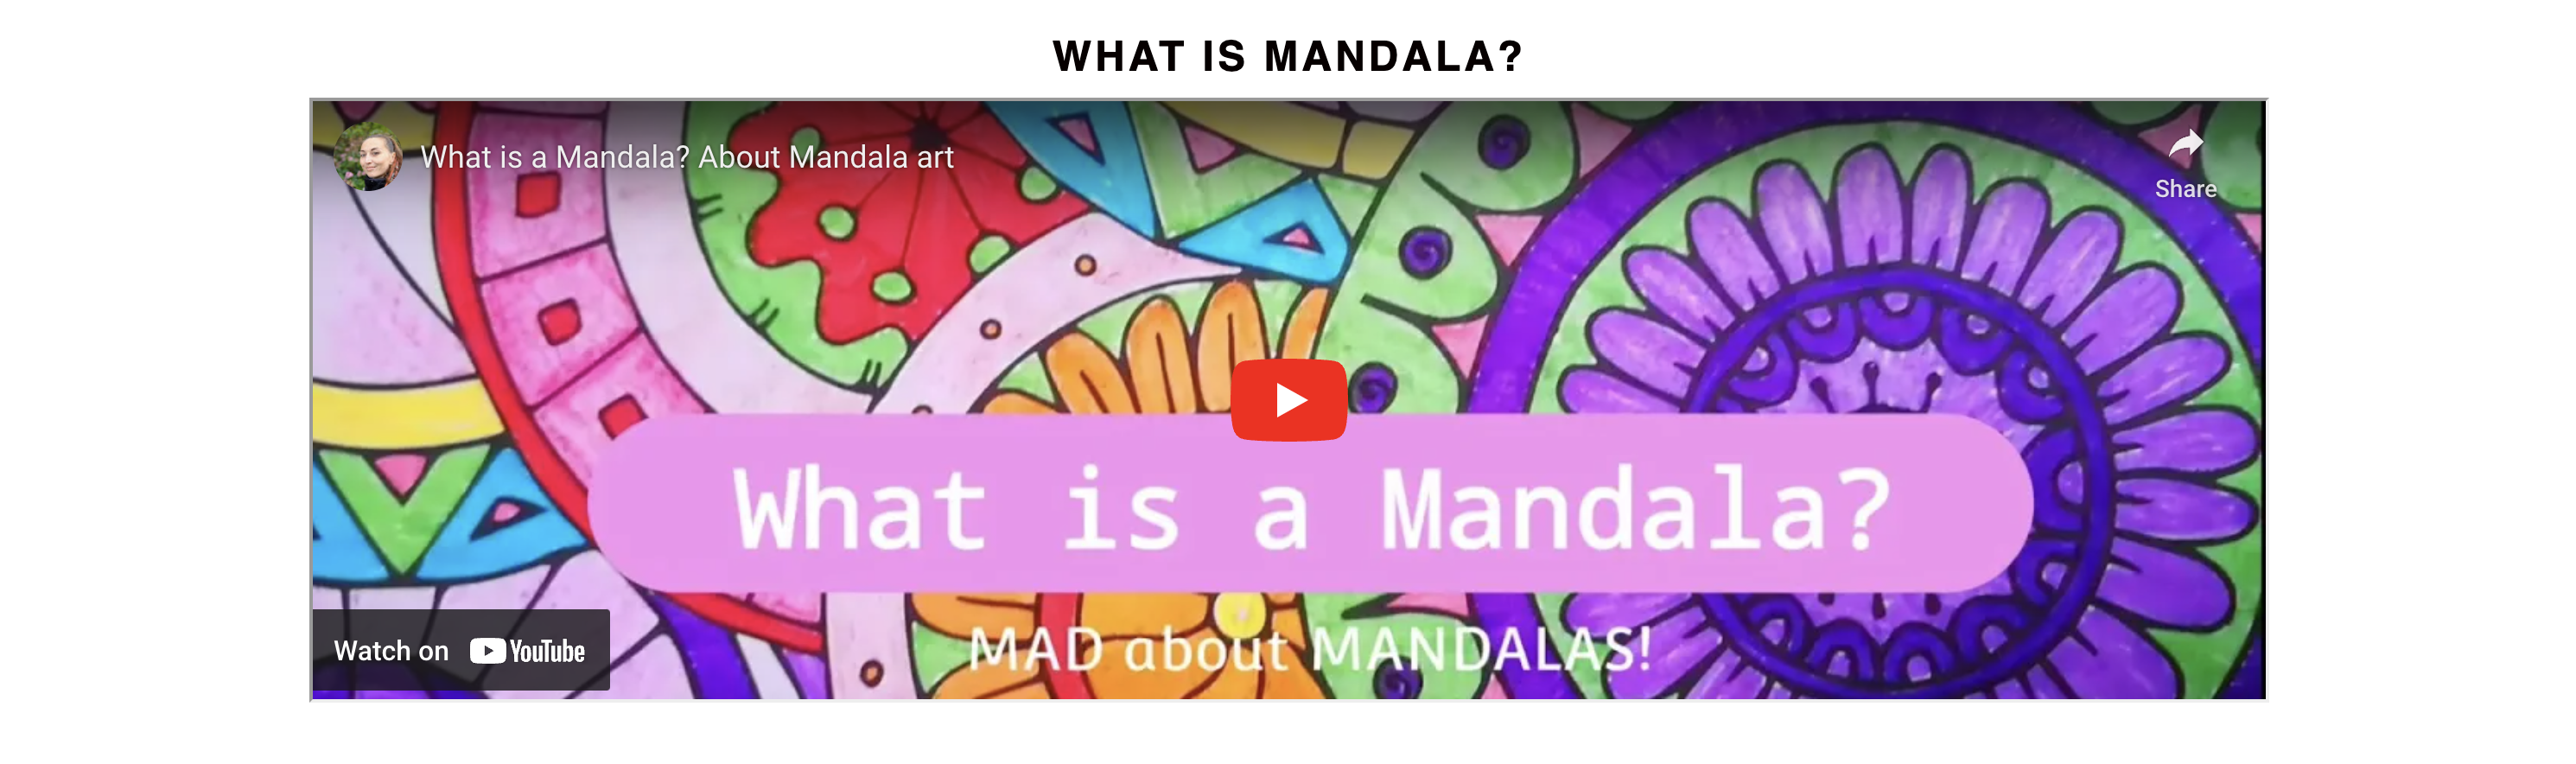 WHAT IS MANDALA?
What is a Mandala? About Mandala art
Share
What is a Mandala?
MAD about MANDALAS!
Watch on YouTube